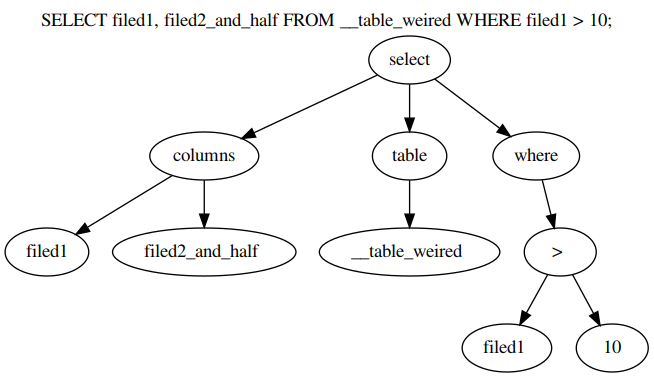 SELECT filed1, filed2_and_half FROM __table_weired WHERE filed1 > 10;
select
columns
table
where
filed1
filed2_and_half
__table_weired
>
filed1
10